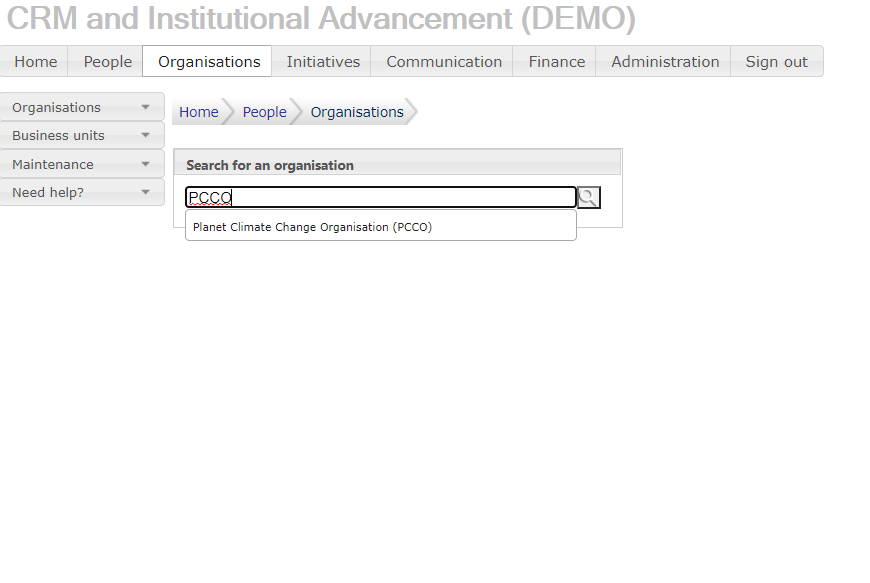 CRM and Institutional Advancement (DEMO)
Home People Organisations Initiatives Communication Finance Administration Sign out
Organisations
Business units
Maintenance
Need help?
Home People Organisations
Search for an organisation
PCCO
Planet Climate Change Organisation (PCCO)